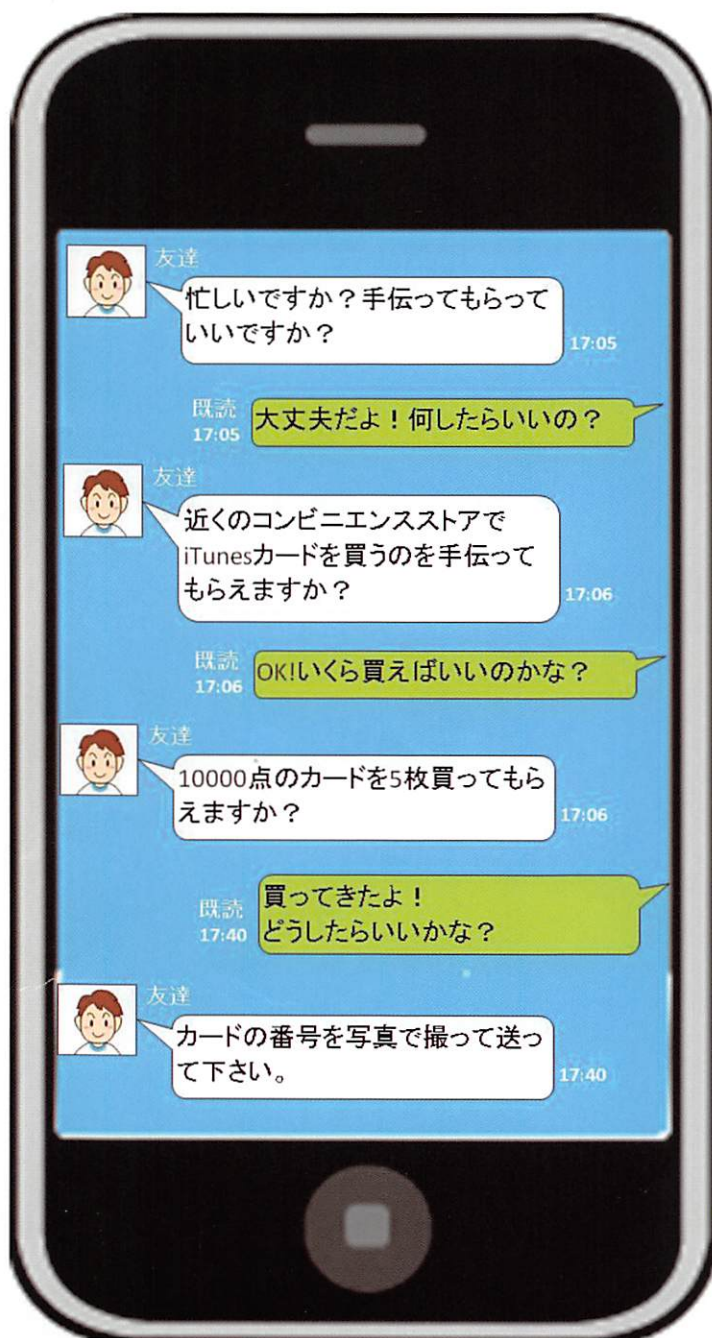 友達
忙しいですか？手伝ってもらって
いいですか？
17:05
既読
17:05
大丈夫だよ！何したらいいの？
友達
近くのコンビニエンスストアで
iTunesカードを買うのを手伝って
もらえますか？
17:06
既読
17:06
OK!いくら買えばいいのかな？
友達
10000点のカードを5枚買ってもら
えますか？
17:06
既読
17:40
買ってきたよ！
どうしたらいいかな？
友達
カードの番号を写真で撮って送っ
て下さい。
17:40